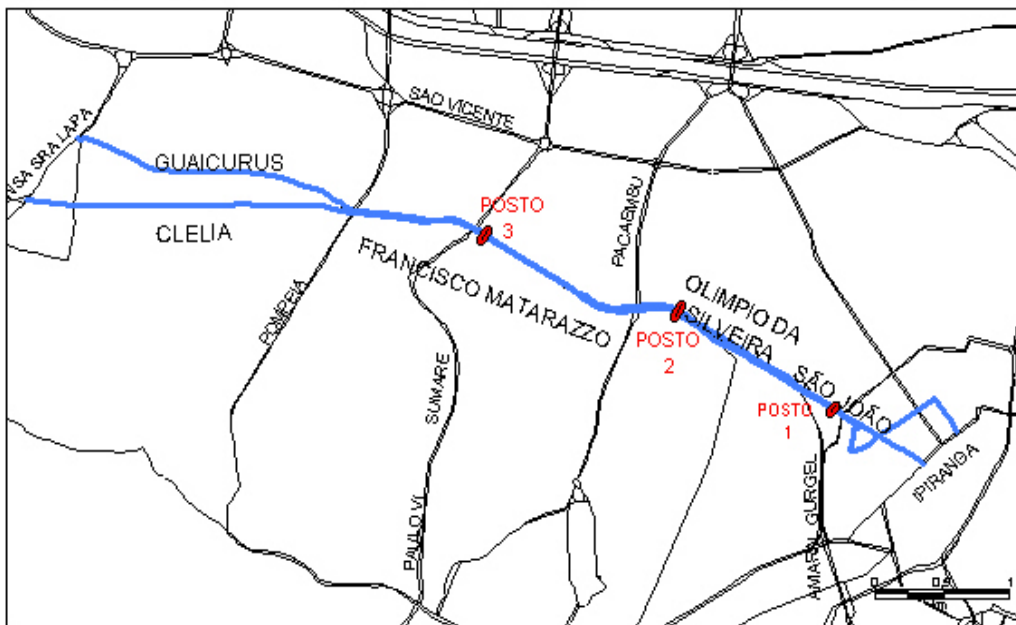 SAO VICENTE
NSA SRA LAPA
GUAICURUS
CLELIA
POSTO
3
FRANCISCO MATARAZZO
PACAEMBU
POMPEIA
SUMARE
PAULO VI
OLIMPIO DA
SILVEIRA
POSTO
2
SÃO JOÃO
POSTO
1
IPIRANGA
AMARAL GURGEL
0
1